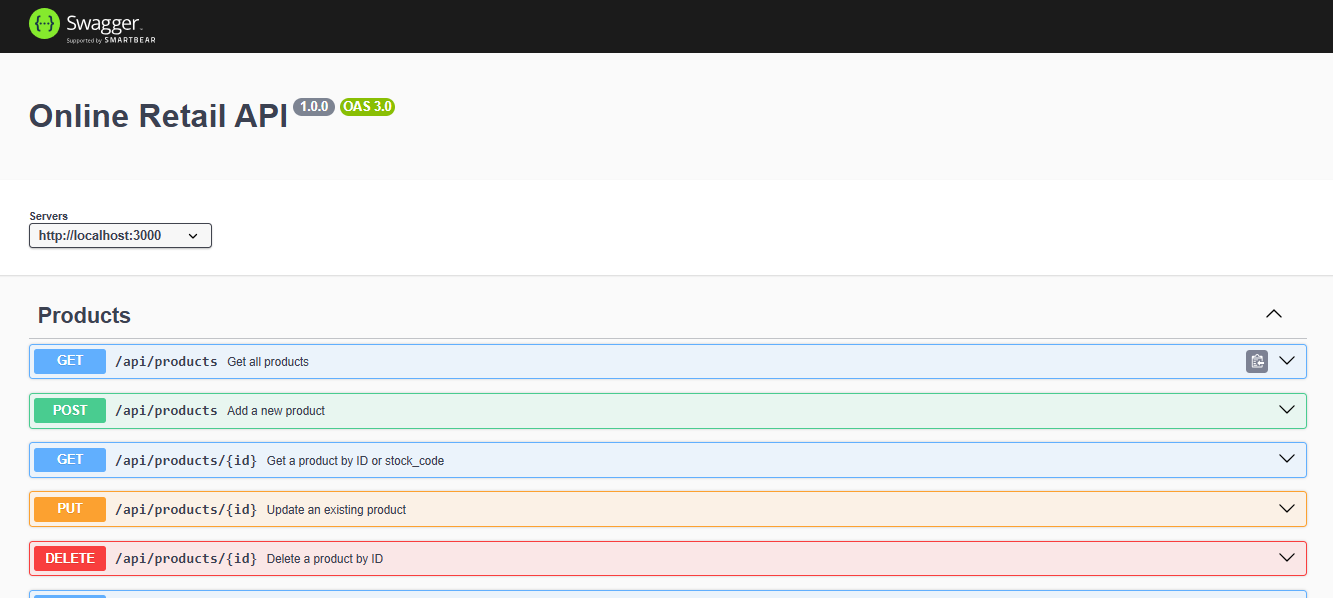 {···} Swagger.
Supported by SMARTBEAR
Online Retail API 1.0.0 OAS 3.0
Servers
http://localhost:3000
Products
GET /api/products Get all products
POST /api/products Add a new product
GET /api/products/{id} Get a product by ID or stock_code
PUT /api/products/{id} Update an existing product
DELETE /api/products/{id} Delete a product by ID